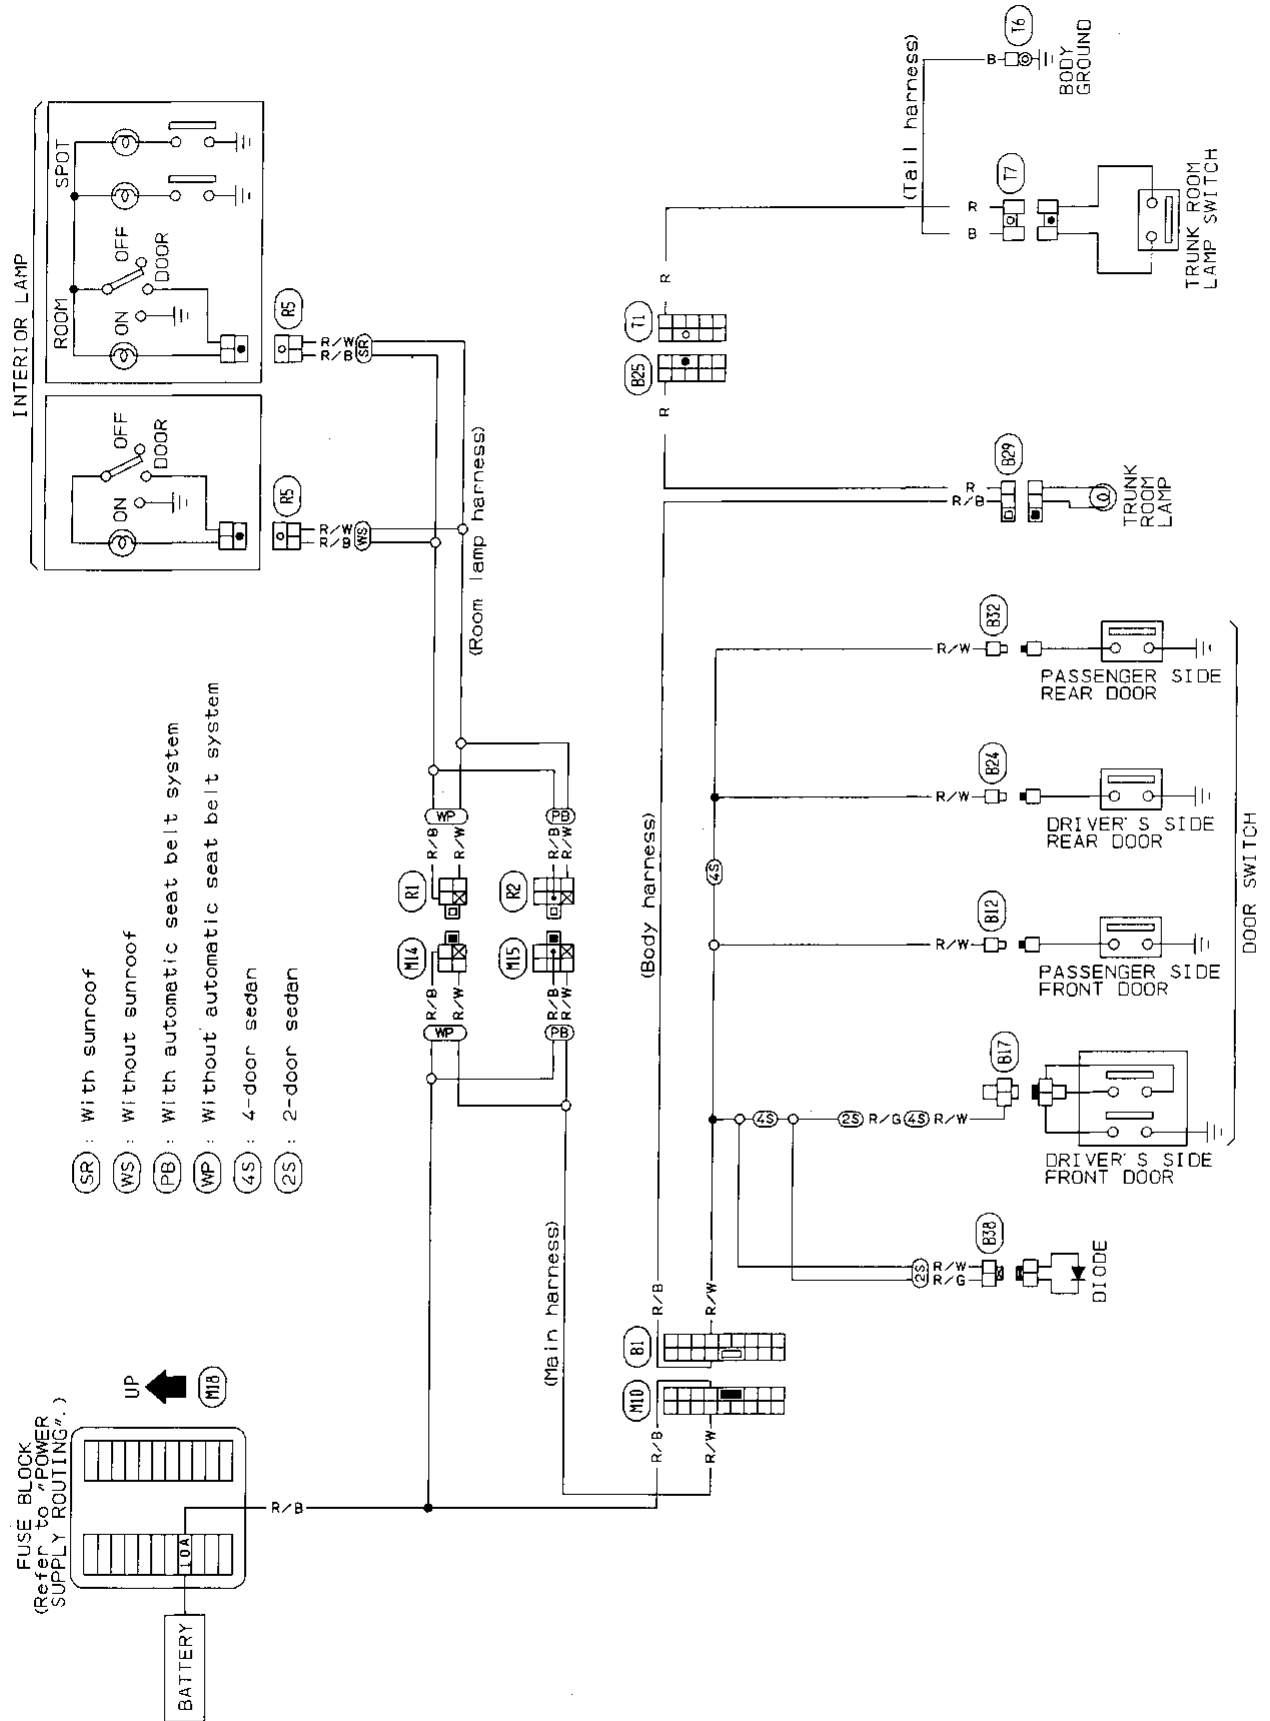 FUSE BLOCK
(Refer to "POWER
SUPPLY ROUTING".)
BATTERY
10A
UP
M18
R/B
SR : With sunroof
WS : Without sunroof
PB : With automatic seat belt system
WP : Without automatic seat belt system
4S : 4-door sedan
2S : 2-door sedan
INTERIOR LAMP
ON
OFF
DOOR
ROOM
ON
OFF
DOOR
SPOT
R5
R/W
R/B
WS
R5
R/W
R/B
SR
(Room lamp harness)
WP
R/B
R/W
M14
R1
R/B
R/W
WP
PB
R/B
R/W
M15
R2
R/B
R/W
PB
(Main harness)
R/B
R/W
M10
B1
R/B
R/W
(Body harness)
R
B25
T1
R
(Tail harness)
B
T6
BODY
GROUND
R
B
T7
TRUNK ROOM
LAMP SWITCH
R
R/B
B29
TRUNK
ROOM
LAMP
4S
4S
2S R/G 4S R/W
2S
R/W
R/G
B38
DIODE
B17
DRIVER'S SIDE
FRONT DOOR
R/W
B12
PASSENGER SIDE
FRONT DOOR
R/W
B24
DRIVER'S SIDE
REAR DOOR
R/W
B32
PASSENGER SIDE
REAR DOOR
DOOR SWITCH